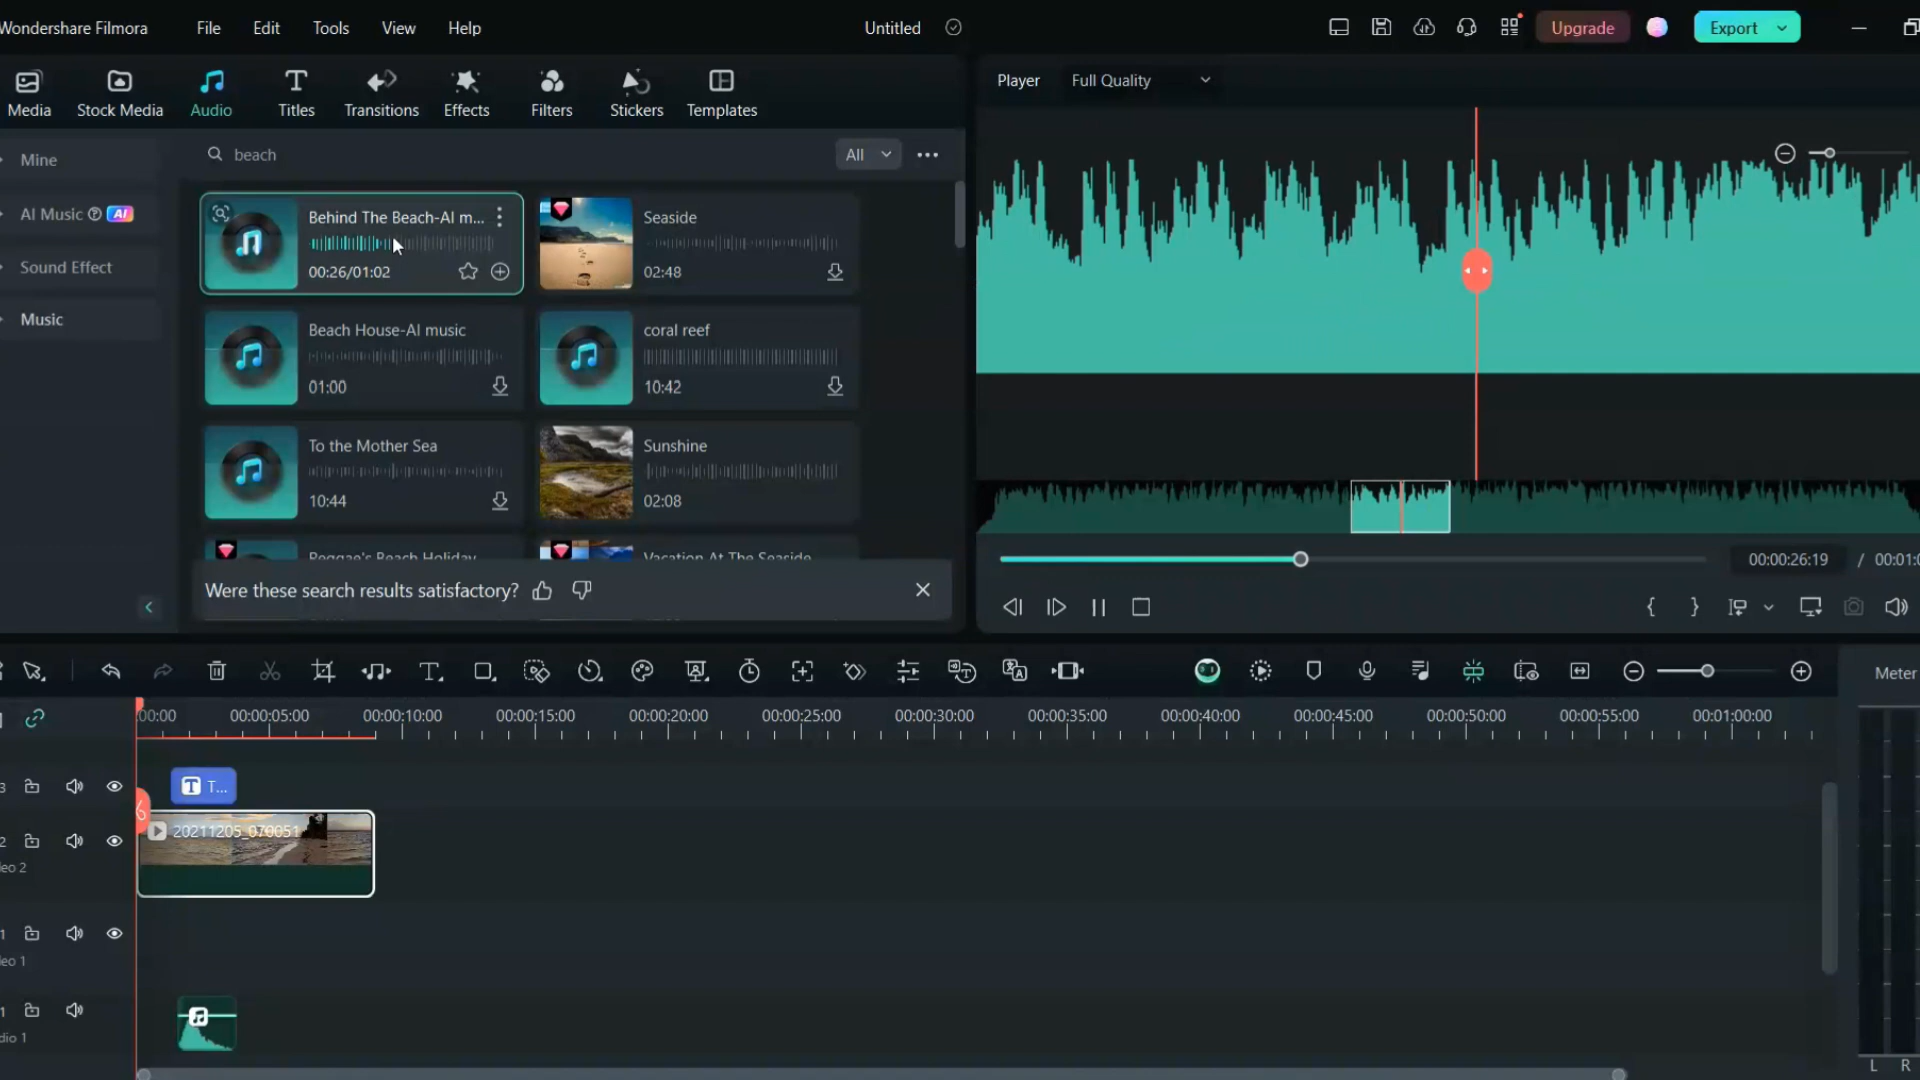 Wondershare Filmora
File
Edit
Tools
View
Help
Untitled
Upgrade
Export
Media
Stock Media
Audio
Titles
Transitions
Effects
Filters
Stickers
Templates
Player
Full Quality
Mine
AI Music
AI
Sound Effect
Music
beach
All
Behind The Beach-AI m...
00:26/01:02
Seaside
02:48
Beach House-AI music
01:00
coral reef
10:42
To the Mother Sea
10:44
Sunshine
02:08
Reggae's Beach Holiday
Vacation At The Seaside
Were these search results satisfactory?
00:00:26:19
/
00:01:0
Meter
:00:00
00:00:05:00
00:00:10:00
00:00:15:00
00:00:20:00
00:00:25:00
00:00:30:00
00:00:35:00
00:00:40:00
00:00:45:00
00:00:50:00
00:00:55:00
00:01:00:00
3
T
T...
2
eo 2
20211205_070051
1
eo 1
1
dio 1
L
R